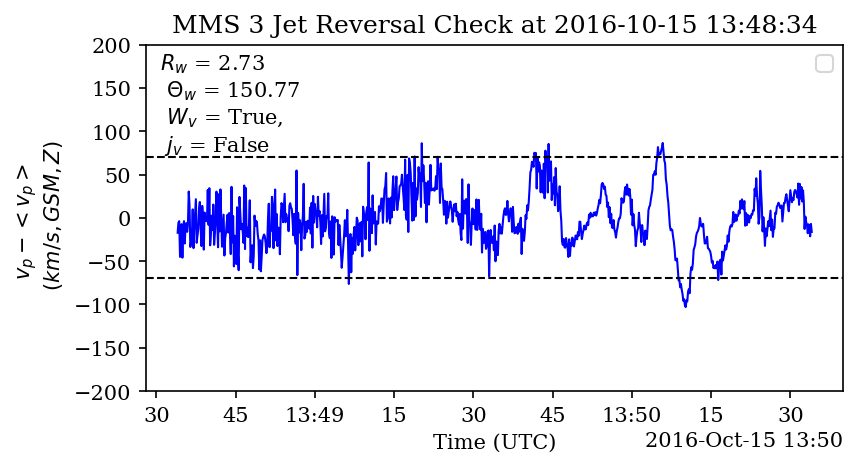 MMS 3 Jet Reversal Check at 2016-10-15 13:48:34
R_w = 2.73
Θ_w = 150.77
W_v = True,
j_v = False
v_p − < v_p >
(km/s, GSM, Z)
200
150
100
50
0
−50
−100
−150
−200
30 45 13:49 15 30 45 13:50 15 30
Time (UTC)
2016-Oct-15 13:50